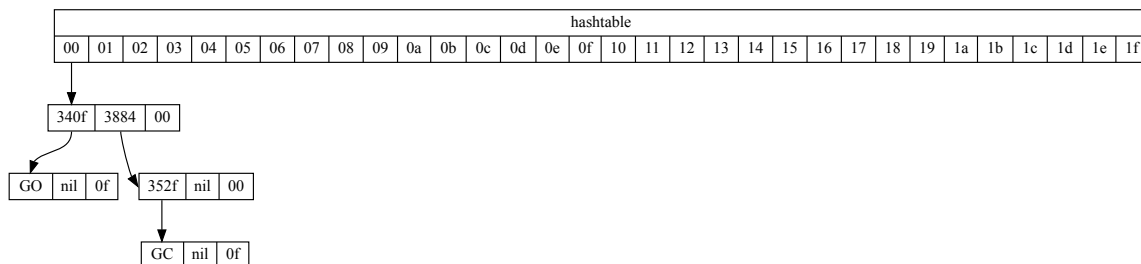 hashtable
00 01 02 03 04 05 06 07 08 09 0a 0b 0c 0d 0e 0f 10 11 12 13 14 15 16 17 18 19 1a 1b 1c 1d 1e 1f
340f 3884 00
GO nil 0f 352f nil 00
GC nil 0f